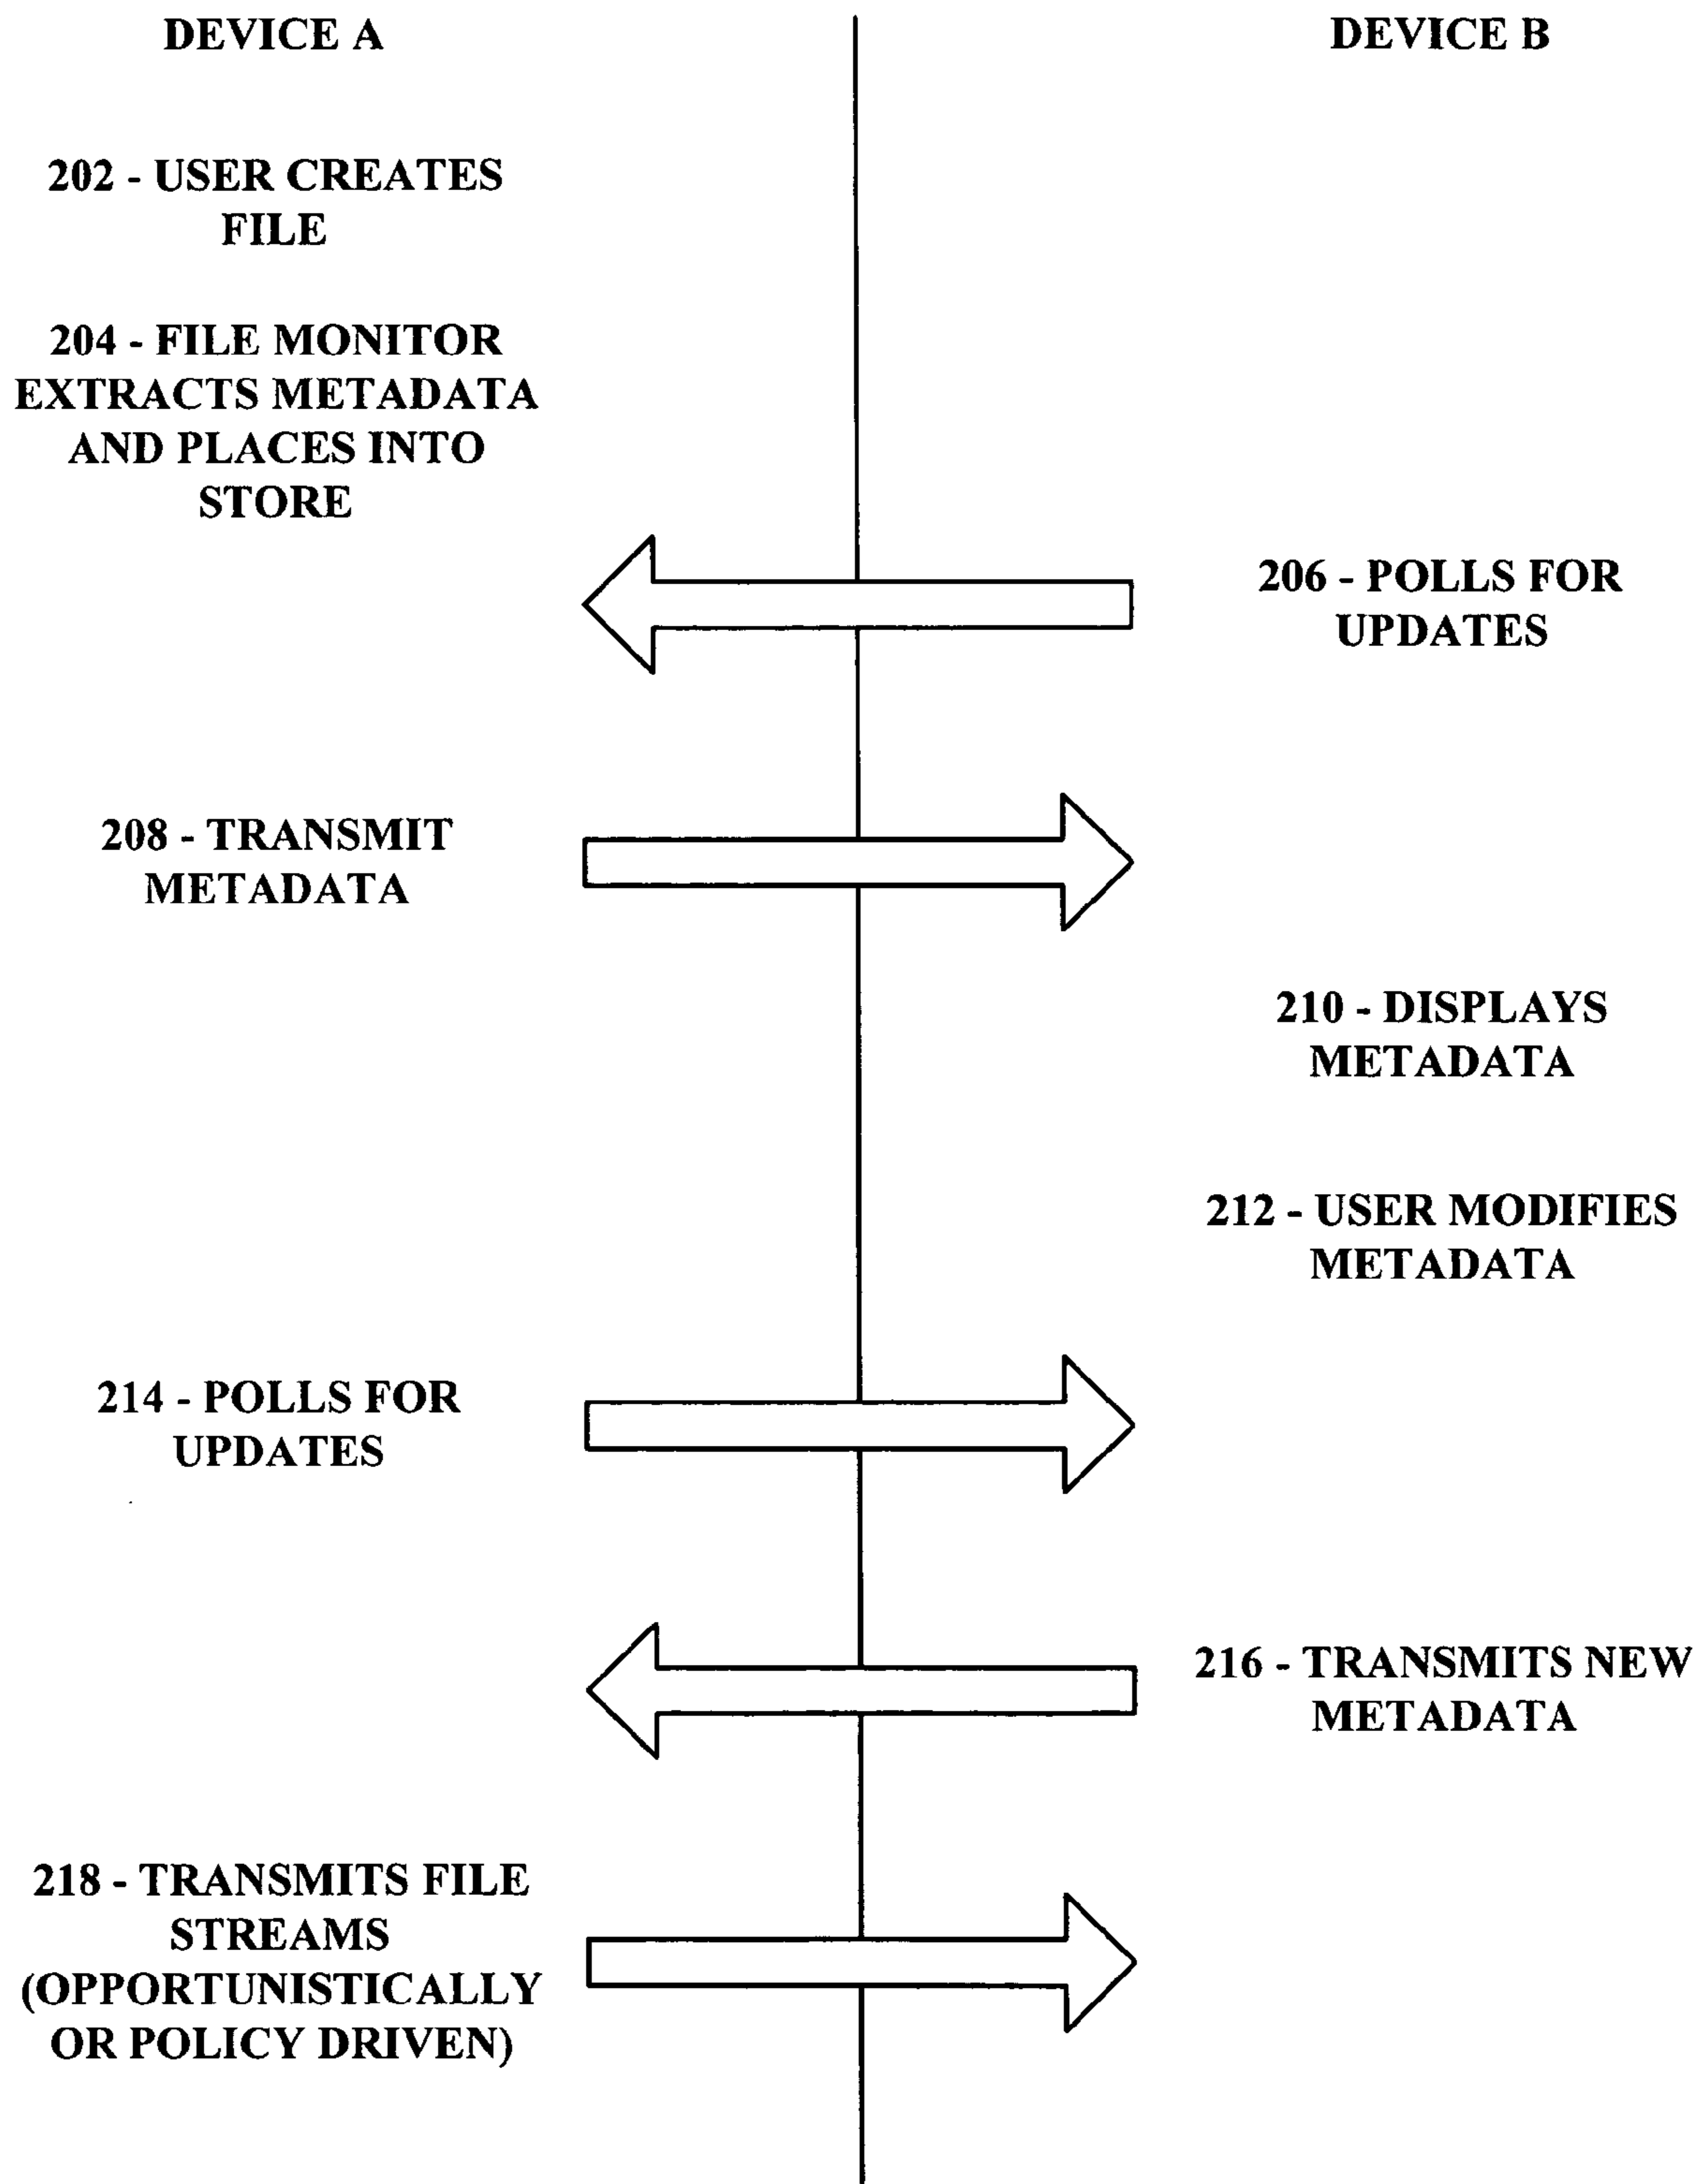 DEVICE A
DEVICE B
202 - USER CREATES
FILE
204 - FILE MONITOR
EXTRACTS METADATA
AND PLACES INTO
STORE
206 - POLLS FOR
UPDATES
208 - TRANSMIT
METADATA
210 - DISPLAYS
METADATA
212 - USER MODIFIES
METADATA
214 - POLLS FOR
UPDATES
216 - TRANSMITS NEW
METADATA
218 - TRANSMITS FILE
STREAMS
(OPPORTUNISTICALLY
OR POLICY DRIVEN)